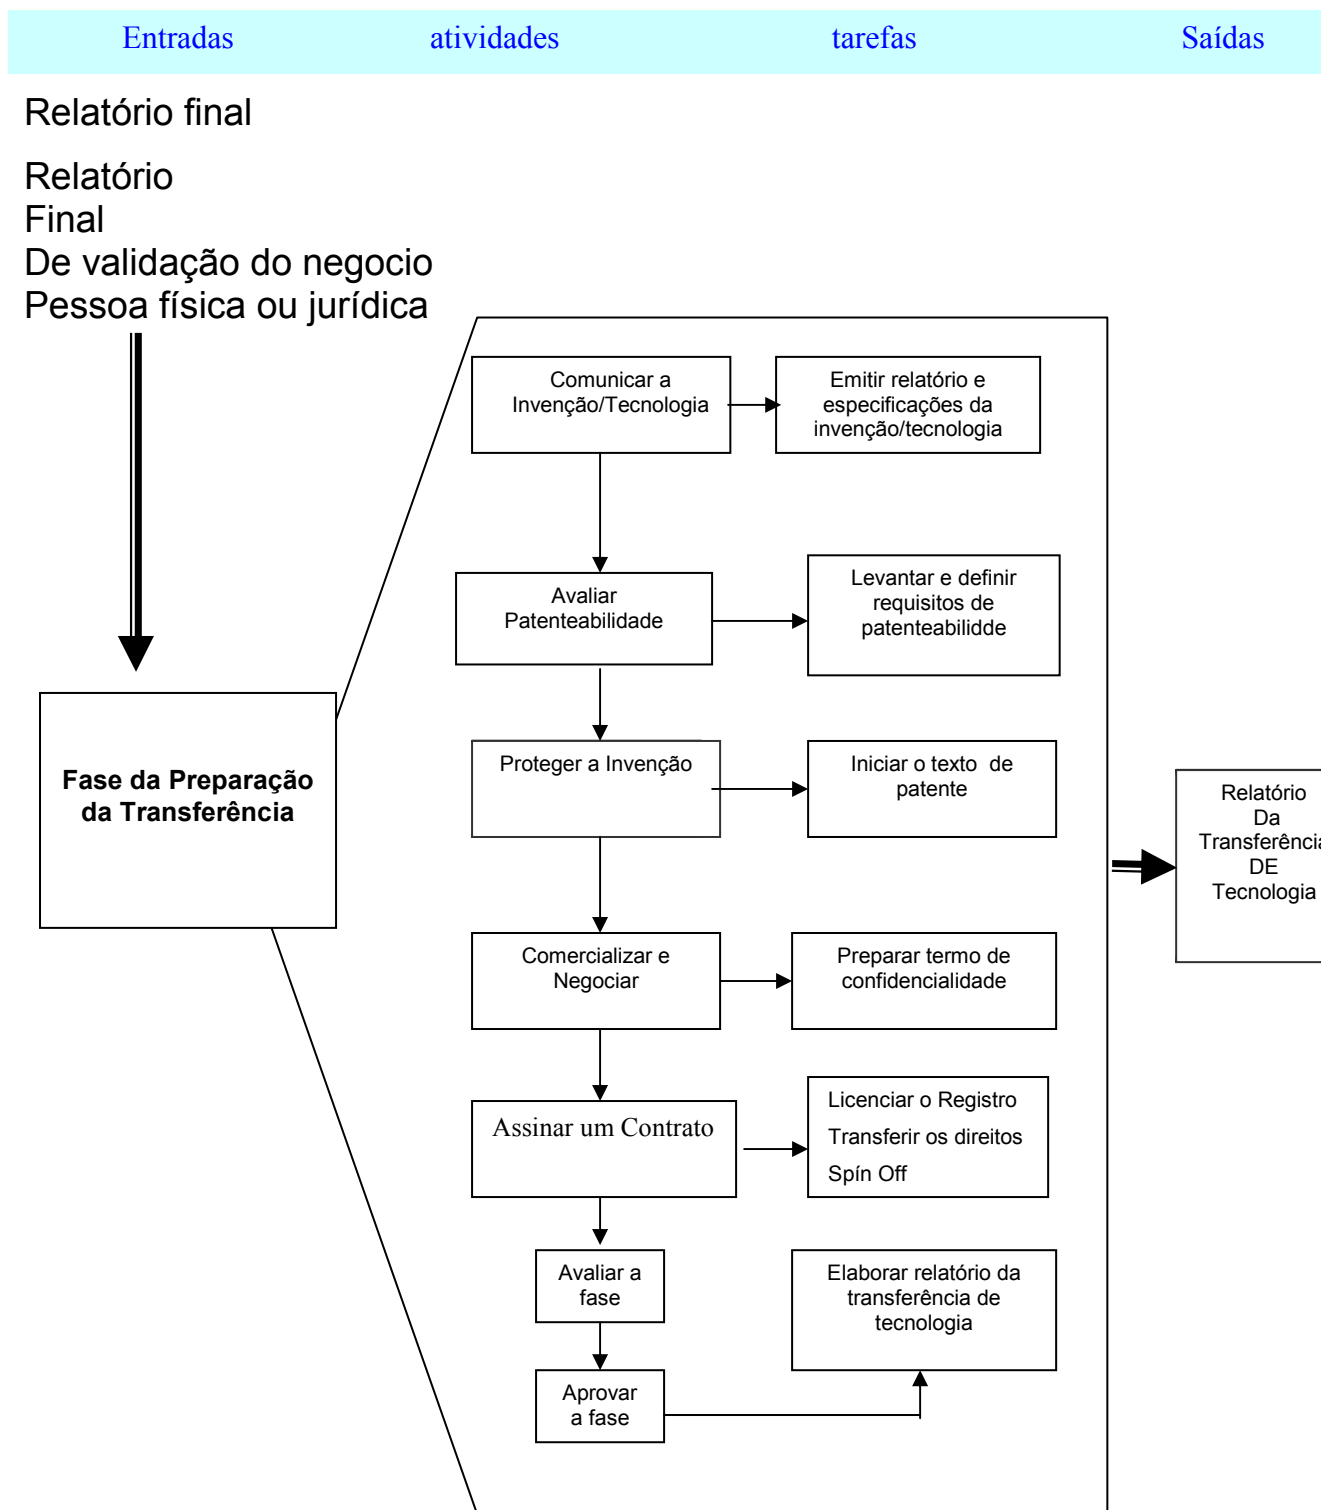 Entradas atividades tarefas Saídas
Relatório final
Relatório
Final
De validação do negocio
Pessoa física ou jurídica
Comunicar a
Invenção/Tecnologia
Emitir relatório e
especificações da
invenção/tecnologia
Avaliar
Patenteabilidade
Levantar e definir
requisitos de
patenteabilidde
Fase da Preparação
da Transferência
Proteger a Invenção
Iniciar o texto de
patente
Relatório
Da
Transferência
DE
Tecnologia
Comercializar e
Negociar
Preparar termo de
confidencialidade
Assinar um Contrato
Licenciar o Registro
Transferir os direitos
Spín Off
Avaliar a
fase
Elaborar relatório da
transferência de
tecnologia
Aprovar
a fase